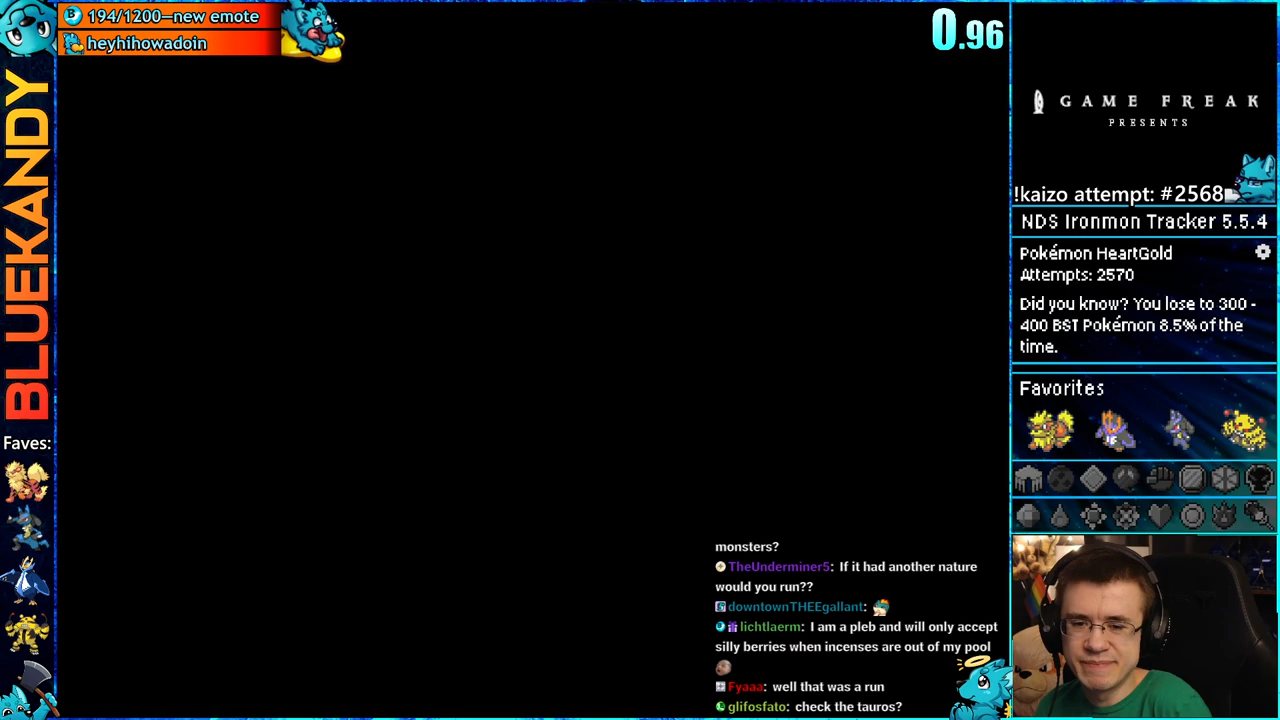 194/1200—new emote
heyhihowadoin
0.96
BLUEKANDY
Faves:
GAME FREAK
PRESENTS
!kaizo attempt: #2568
NDS Ironmon Tracker 5.5.4
Pokémon HeartGold
Attempts: 2570
Did you know? You lose to 300 -
400 BST Pokémon 8.5% of the
time.
Favorites
monsters?
TheUnderminer5: If it had another nature
would you run??
downtownTHEEgallant:
lichtlaerm: I am a pleb and will only accept
silly berries when incenses are out of my pool
Fyaaa: well that was a run
glifosfato: check the tauros?